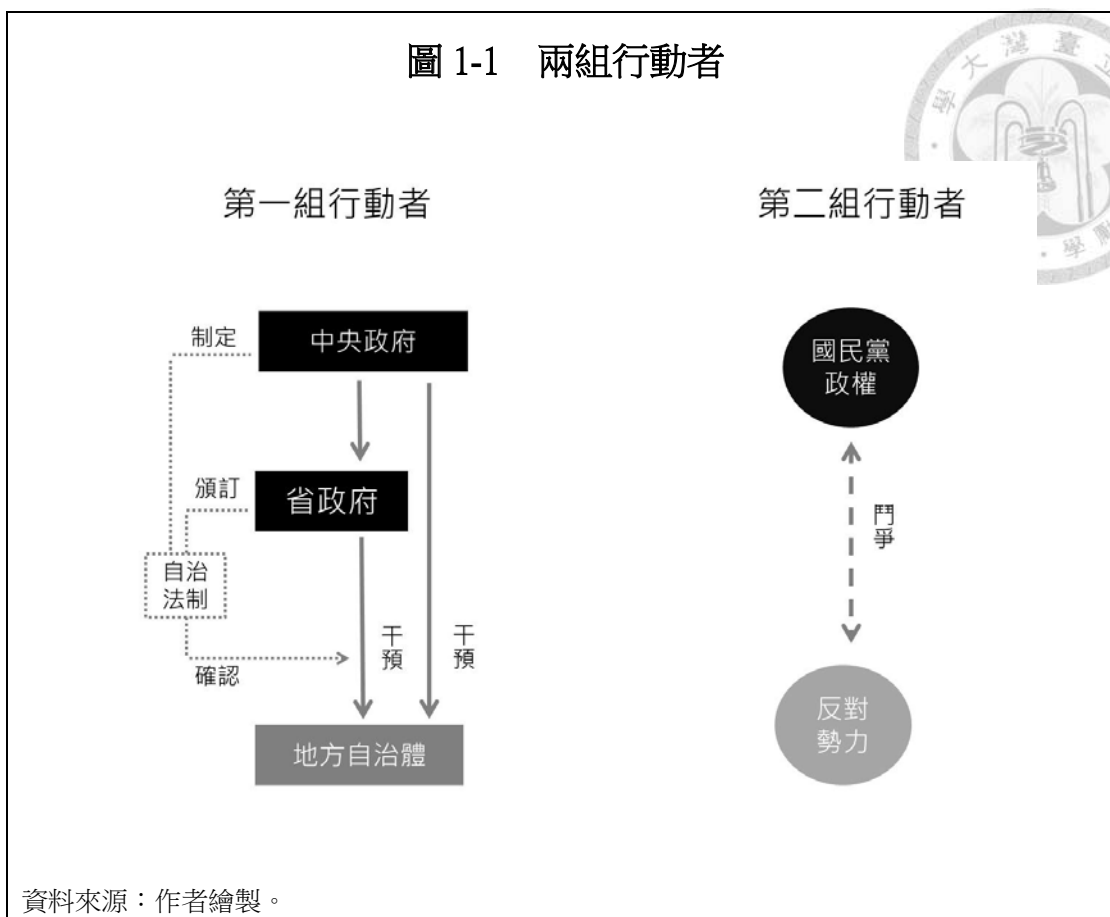 圖 1-1 兩組行動者
第一組行動者
第二組行動者
制定
中央政府
頒訂
省政府
自治
法制
確認
干預
干預
地方自治體
國民黨
政權
鬥爭
反對
勢力
資料來源：作者繪製。